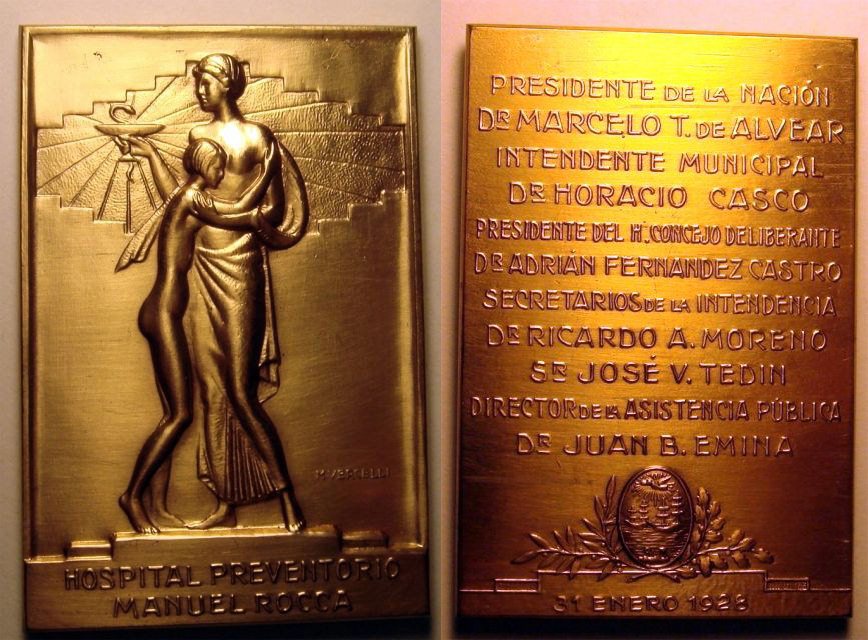 M. VERCELLI
HOSPITAL PREVENTORIO
MANUEL ROCCA
PRESIDENTE DE LA NACIÓN
DR MARCELO T. DE ALVEAR
INTENDENTE MUNICIPAL
DR HORACIO CASCO
PRESIDENTE DEL H. CONCEJO DELIBERANTE
DR ADRIÁN FERNANDEZ CASTRO
SECRETARIOS DE LA INTENDENCIA
DR RICARDO A. MORENO
SR JOSÉ V. TEDIN
DIRECTOR DE LA ASISTENCIA PÚBLICA
DR JUAN B. EMINA
31 ENERO 1928